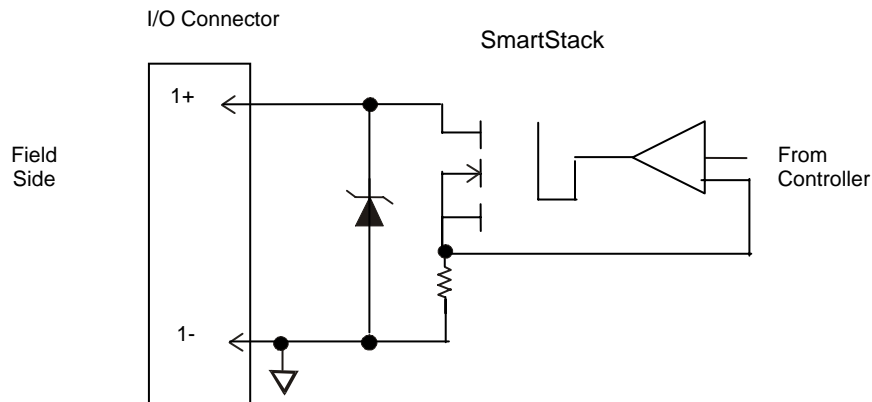 I/O Connector
SmartStack
1+
Field
Side
From
Controller
1-